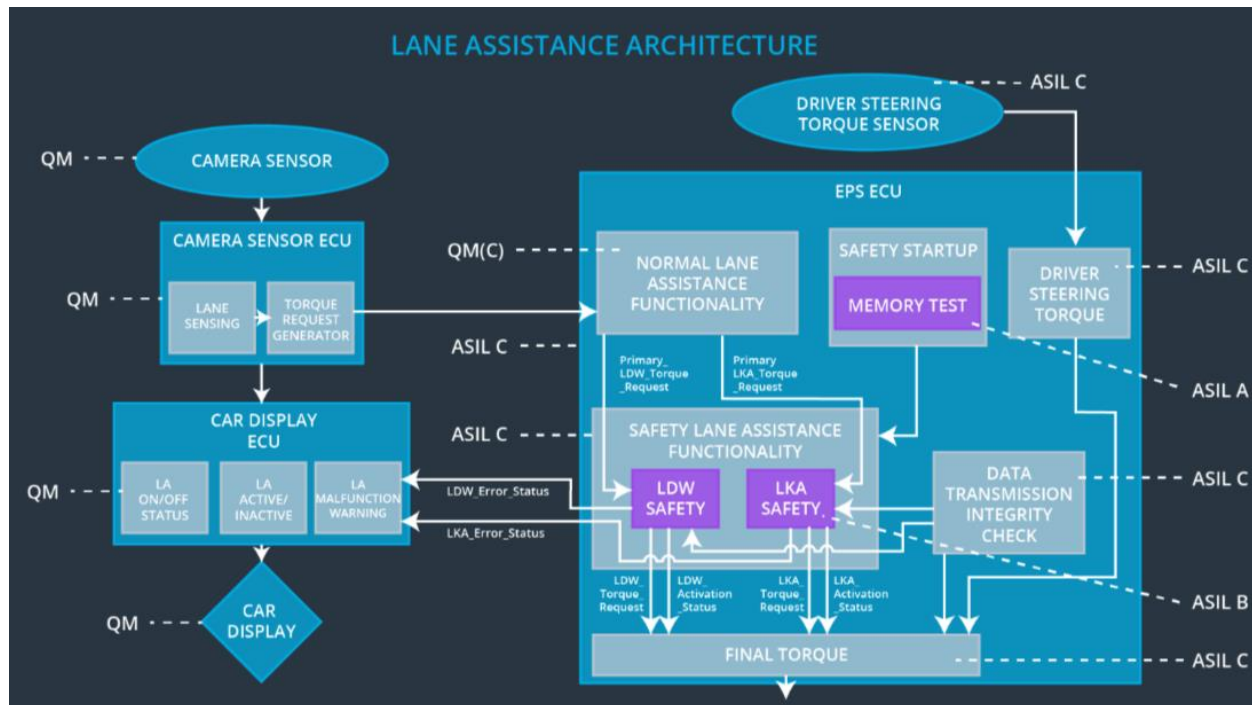 LANE ASSISTANCE ARCHITECTURE
ASIL C
DRIVER STEERING
TORQUE SENSOR
QM
CAMERA SENSOR
EPS ECU
CAMERA SENSOR ECU
QM(C)
NORMAL LANE
ASSISTANCE
FUNCTIONALITY
SAFETY STARTUP
MEMORY TEST
DRIVER
STEERING
TORQUE
ASIL C
QM
LANE
SENSING
TORQUE
REQUEST
GENERATOR
ASIL C
Primary_
LDW_Torque
_Request
Primary
LKA_Torque
_Request
ASIL A
CAR DISPLAY
ECU
ASIL C
SAFETY LANE ASSISTANCE
FUNCTIONALITY
QM
LA
ON/OFF
STATUS
LA
ACTIVE/
INACTIVE
LA
MALFUNCTION
WARNING
LDW_Error_Status
LKA_Error_Status
LDW
SAFETY
LKA
SAFETY
DATA
TRANSMISSION
INTEGRITY
CHECK
ASIL C
LDW_
Torque_
Request
LDW_
Activation
_Status
LKA_
Torque_
Request
LKA_
Activation
_Status
ASIL B
QM
CAR
DISPLAY
FINAL TORQUE
ASIL C